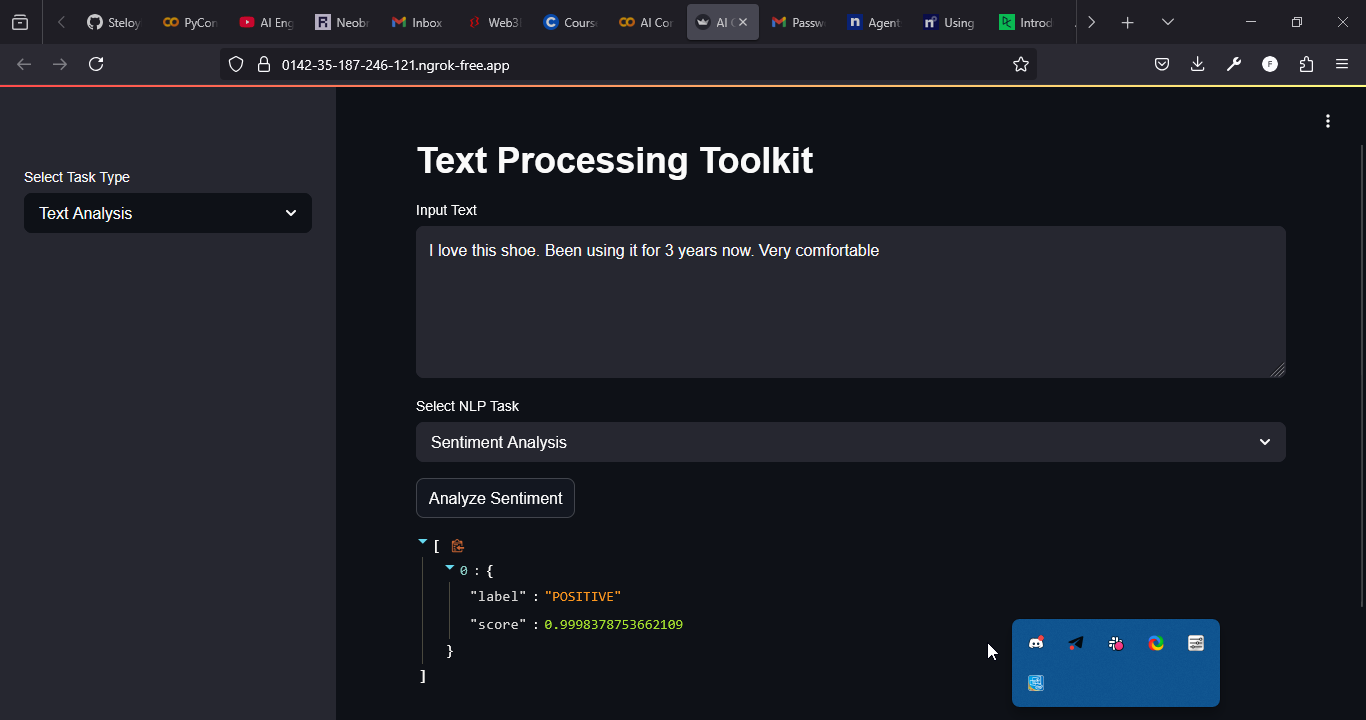 Steloy
PyCon
AI Eng
Neobr
Inbox
Web3
Cours
AI Cor
AI C
Passw
Agent
Using
Introd
0142-35-187-246-121.ngrok-free.app
F
Select Task Type
Text Analysis
Text Processing Toolkit
Input Text
I love this shoe. Been using it for 3 years now. Very comfortable
Select NLP Task
Sentiment Analysis
Analyze Sentiment
[
0 : {
"label" : "POSITIVE"
"score" : 0.9998378753662109
}
]